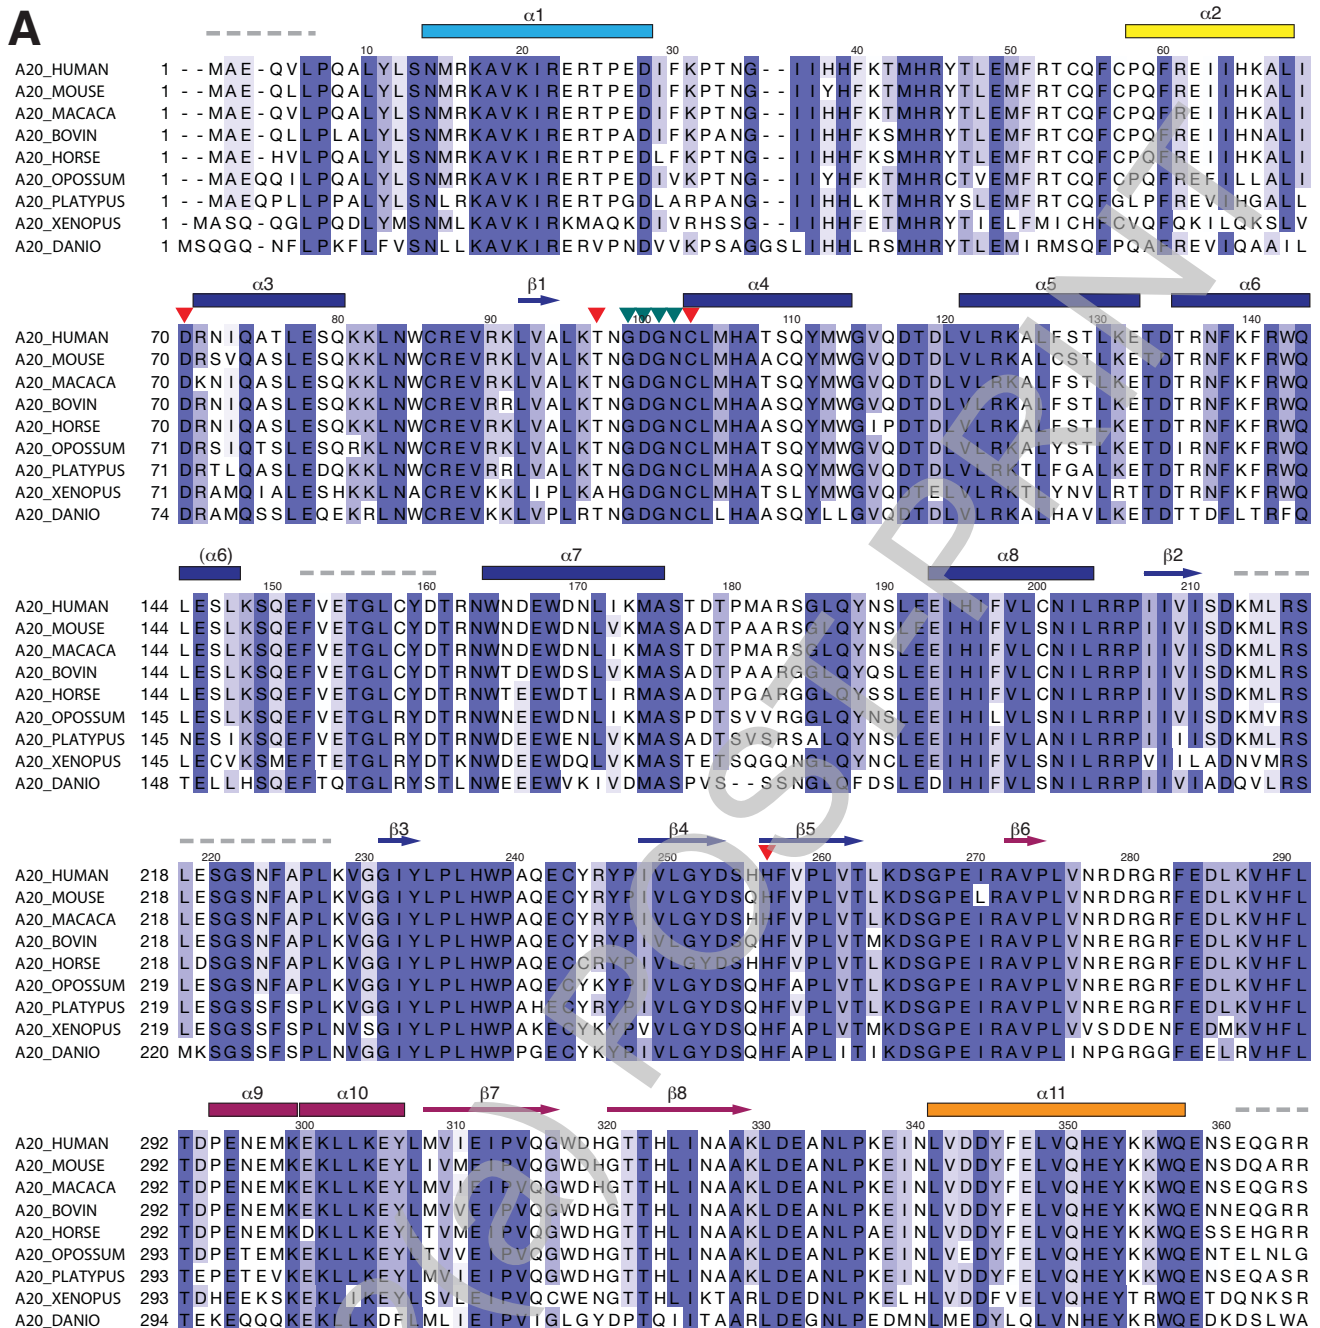 A
α1 α2
10 20 30 40 50 60
A20_HUMAN 1 --MAE-QVLPQALYLSNMRKAVKIRERTPEDIFKPTNG--IIHHFKTMHRYTLEMFRTCQFCPQFREIIHKALI
A20_MOUSE 1 --MAE-QLLPQALYLSNMRKAVKIRERTPEDIFKPTNG--IIYHFKTMHRYTLEMFRTCQFCPQFREIIHKALI
A20_MACACA 1 --MAE-QVLPQALYLSNMRKAVKIRERTPEDIFKPTNG--IIHHFKTMHRYTLEMFRTCQFCPQFREIIHKALI
A20_BOVIN 1 --MAE-QLLPLALYLSNMRKAVKIRERTPADIFKPANG--IIHHFKSMHRYTLEMFRTCQFCPQFREIIHNALI
A20_HORSE 1 --MAE-HVLPQALYLSNMRKAVKIRERTPEDLFKPTNG--IIHHFKSMHRYTLEMFRTCQFCPQFREIIHKALI
A20_OPOSSUM 1 --MAEQQILPQALYLSNMRKAVKIRERTPEDIVKPTNG--IIYHFKTMHRCTVEMFRTCQFCPQFREFILLALI
A20_PLATYPUS 1 --MAEQPLLPPALYLSNLRKAVKIRERTPGDLARPANG--IIHHLKTMHRYSLEMFRTCQFGLPFREVIHGALL
A20_XENOPUS 1 -MASQ-QGLPQDLYMSNMLKAVKIRKMAQKDIVRHSSG--IIHHFETMHRYTIELFMICHFCVQFQKILQKSLV
A20_DANIO 1 MSQGQ-NFLPKFLFVSNLLKAVKIRERVPNDVVKPSAGGSLIHHLRSMHRYTLEMIRMSQFPQAFREVIQAAIL
α3 β1 α4 α5 α6
80 90 100 110 120 130 140
A20_HUMAN 70 DRNIQATLESQKKLNWCREVRKLVALKTNGDGNCLMHATSQYMWGVQDTDLVLRKALFSTLKETDTRNFKFRWQ
A20_MOUSE 70 DRSVQASLESQKKLNWCREVRKLVALKTNGDGNCLMHAASQYMWGVQDTDLVLRKALCSTLKETDTRNFKFRWQ
A20_MACACA 70 DKNIQASLESQKKLNWCREVRKLVALKTNGDGNCLMHATSQYMWGVQDTDLVLRKALFSTLKETDTRNFKFRWQ
A20_BOVIN 70 DRNIQASLESQKKLNWCREVRRLVALKTNGDGNCLMHAASQYMWGVQDTDLVLRKALFSTLKETDTRNFKFRWQ
A20_HORSE 70 DRNIQASLESQKKLNWCREVRKLVALKTNGDGNCLMHAASQYMWGIPDTDLVLRKALFSTLKETDTRNFKFRWQ
A20_OPOSSUM 71 DRSIQTSLESQRKLNWCREVRKLVALKTNGDGNCLMHAASQYMWGVQDTDLVLRKALYSTLKETDIRNFKFRWQ
A20_PLATYPUS 71 DRTLQASLEDQKKLNWCREVRRLVALKTNGDGNCLMHAASQYMWGVQDTDLVLRKTLFGALKETDTRNFKFRWQ
A20_XENOPUS 71 DRAMQIALESHKKLNACREVKKLIPLKAHGDGNCLMHATSLYMWGVQDTELVLRKTLYNVLRTTDTRNFKFRWQ
A20_DANIO 74 DRAMQSSLEQEKRLNWCREVKKLVPLRTNGDGNCLLHAASQYLLGVQDTDLVLRKALHAVLKETDTTDFLTRFQ
(α6) α7 α8 β2
150 160 170 180 190 200 210
A20_HUMAN 144 LESLKSQEFVETGLCYDTRNWNDEWDNLIKMASTDTPMARSGLQYNSLEEIHIFVLCNILRRPIIVISDKMLRS
A20_MOUSE 144 LESLKSQEFVETGLCYDTRNWNDEWDNLVKMASADTPAARSGLQYNSLEEIHIFVLSNILRRPIIVISDKMLRS
A20_MACACA 144 LESLKSQEFVETGLCYDTRNWNDEWDNLIKMASTDTPMARSGLQYNSLEEIHIFVLCNILRRPIIVISDKMLRS
A20_BOVIN 144 LESLKSQEFVETGLCYDTRNWTDEWDSLVKMASADTPAARDGLQYQSLEEIHIFVLSNILRRPIIVISDKMLRS
A20_HORSE 144 LESLKSQEFVETGLCYDTRNWTEEWDTLIRMASADTPGARGGLQYSSLEEIHIFVLCNILRRPIIVISDKMLRS
A20_OPOSSUM 145 LESLKSQEFVETGLRYDTRNWNEEWDNLIKMASPDTSVVRGGLQYNSLEEIHILVLSNILRRPIIVISDKMVRS
A20_PLATYPUS 145 NESIKSQEFVETGLRYDTRNWDEEWENLVKMASADTSVSRSALQYNSLEEIHIFVLANILRRPIIIISDKMLRS
A20_XENOPUS 145 LECVKSMEFTETGLRYDTRNWDEEWDQLVKMASTETSQGQNGLQYNCLEEIHIFVLSNILRRPVIILADNVMRS
A20_DANIO 148 TELLHSQEFTQTGLRYSTLNWEEEWVKIVDMASPVS--SSNGLQFDSLEDIHIFVLSNILRRPIIVIADQVLRS
β3 β4 β5 β6
220 230 240 250 260 270 280 290
A20_HUMAN 218 LESGSNFAPLKVGGIYLPLHWPAQECYRYPIVLGYDSHHFVPLVTLKDSGPEIRAVPLVNRDRGRFEDLKVHFL
A20_MOUSE 218 LESGSNFAPLKVGGIYLPLHWPAQECYRYPIVLGYDSQHFVPLVTLKDSGPELRAVPLVNRDRGRFEDLKVHFL
A20_MACACA 218 LESGSNFAPLKVGGIYLPLHWPAQECYRYPIVLGYDSHHFVPLVTLKDSGPEIRAVPLVNRDRGRFEDLKVHFL
A20_BOVIN 218 LESGSNFAPLKVGGIYLPLHWPAQECYRYPIVLGYDSQHFVPLVTMKDSGPEIRAVPLVNRERGRFEDLKVHFL
A20_HORSE 218 LDSGSNFAPLKVGGIYLPLHWPAQECCRYPIVLGYDSHHFVPLVTLKDSGPEIRAVPLVNRERGRFEDLKVHFL
A20_OPOSSUM 219 LESGSNFAPLKVGGIYLPLHWPAQECYKYPIVLGYDSQHFAPLVTLKDSGPEIRAVPLVNRERGRFEDLKVHFL
A20_PLATYPUS 219 LESGSSFSPLKVGGIYLPLHWPAHECYRYPIVLGYDSQHFVPLVTLKDSGPEIRAVPLVNRERGRFEDLKVHFL
A20_XENOPUS 219 LESGSSFSPLNVSGIYLPLHWPAKECYKYPVVLGYDSQHFAPLVTMKDSGPEIRAVPLVVSDDENFEDMKVHFL
A20_DANIO 220 MKSGSSFSPLNVGGIYLPLHWPPGECYKYPIVLGYDSQHFAPLITIKDSGPEIRAVPLINPGRGGFEELRVHFL
α9 α10 β7 β8 α11
300 310 320 330 340 350 360
A20_HUMAN 292 TDPENEMKEKLLKEYLMVIEIPVQGWDHGTTHLINAAKLDEANLPKEINLVDDYFELVQHEYKKWQENSEQGRR
A20_MOUSE 292 TDPENEMKEKLLKEYLIVMEIPVQGWDHGTTHLINAAKLDEANLPKEINLVDDYFELVQHEYKKWQENSDQARR
A20_MACACA 292 TDPENEMKEKLLKEYLMVIEIPVQGWDHGTTHLINAAKLDEANLPKEINLVDDYFELVQHEYKKWQENSEQGRS
A20_BOVIN 292 TDPENEMKEKLLKEYLMVIEIPVQGWDHGTTHLINAAKLDEANLPKEINLVDDYFELVQHEYKKWQENNEQGRR
A20_HORSE 292 TDPENEMKDKLLKEYLTVMEIPVQGWDHGTTHLINAAKLDEANLPAEINLVDDYFELVQHEYKKWQESSEHGRR
A20_OPOSSUM 293 TDPETEMKEKLLKEYLTVVEIPVQGWDHGTTHLINAAKLDEANLPKEINLVEDYFELVQHEYKKWQENTELNLG
A20_PLATYPUS 293 TEPETEVKEKLLKEYLMVIEIPVQGWDHGTTHLINAAKLDEANLPKEINLVDDYFELVQHEYKKWQENSEQASR
A20_XENOPUS 293 TDHEEKSKEKLIKEYLSVLEIPVQCWENGTTHLIKTARLDEDNLPKELHLVDDFVELVQHEYTRWQETDQNKSR
A20_DANIO 294 TEKEQQQKEKLLKDFLMLIEIPVIGLGYDPTQIITAARLDEGNLPEDMNLMEDYLQLVNHEYKRWQEDKDSLWA
POST-PRINT